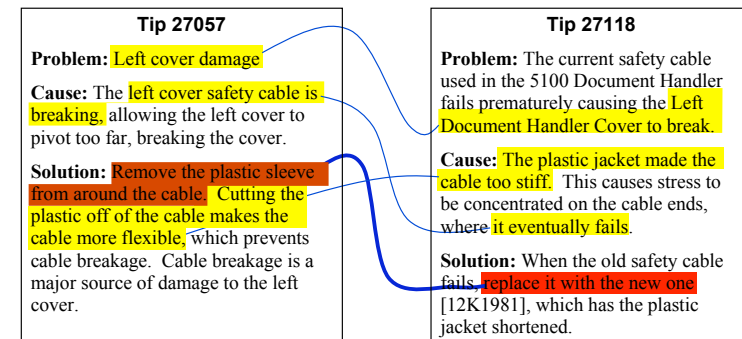 Tip 27057
Problem: Left cover damage
Cause: The left cover safety cable is
breaking, allowing the left cover to
pivot too far, breaking the cover.
Solution: Remove the plastic sleeve
from around the cable. Cutting the
plastic off of the cable makes the
cable more flexible, which prevents
cable breakage. Cable breakage is a
major source of damage to the left
cover.
Tip 27118
Problem: The current safety cable
used in the 5100 Document Handler
fails prematurely causing the Left
Document Handler Cover to break.
Cause: The plastic jacket made the
cable too stiff. This causes stress to
be concentrated on the cable ends,
where it eventually fails.
Solution: When the old safety cable
fails, replace it with the new one
[12K1981], which has the plastic
jacket shortened.